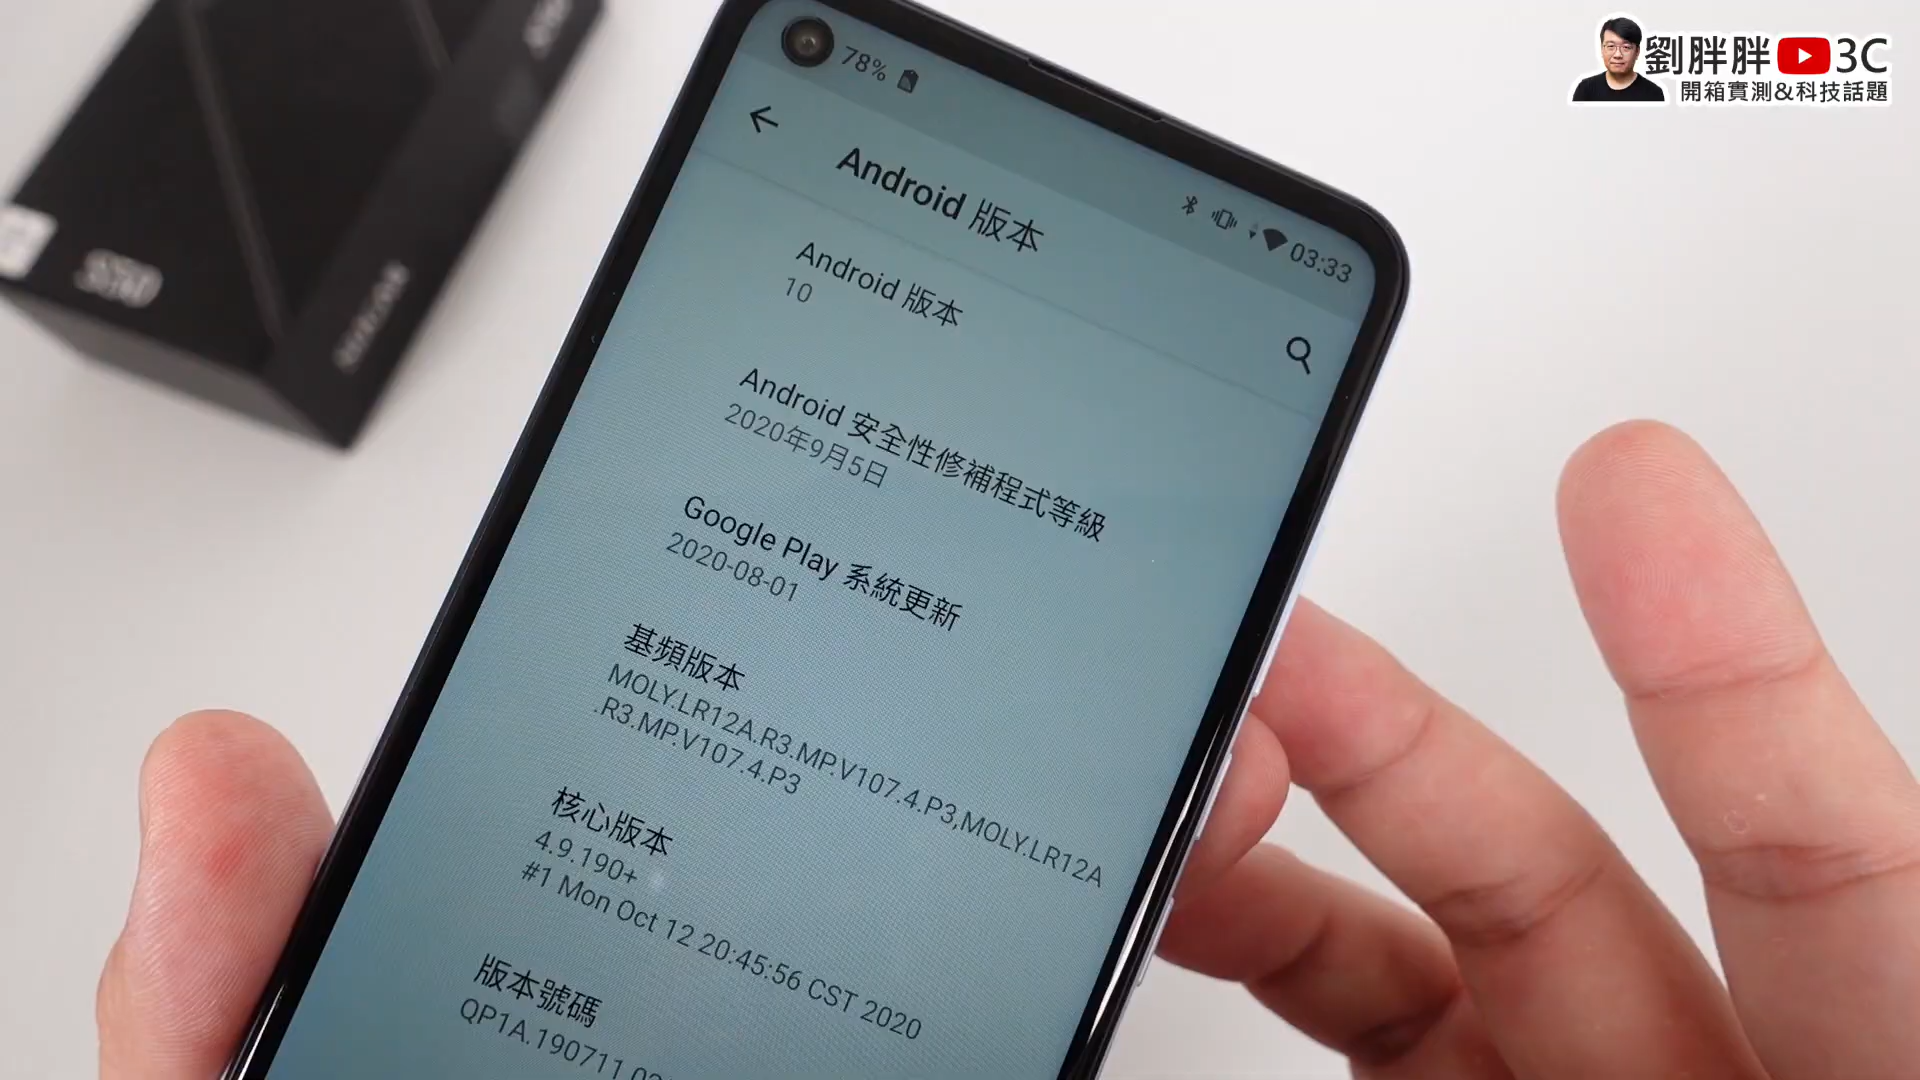 劉胖胖 3C
開箱實測&科技話題
78%
03:33
Android 版本
Android 版本
10
Android 安全性修補程式等級
2020年9月5日
Google Play 系統更新
2020-08-01
基頻版本
MOLY.LR12A.R3.MP.V107.4.P3,MOLY.LR12A
.R3.MP.V107.4.P3
核心版本
4.9.190+
#1 Mon Oct 12 20:45:56 CST 2020
版本號碼
QP1A.190711.02